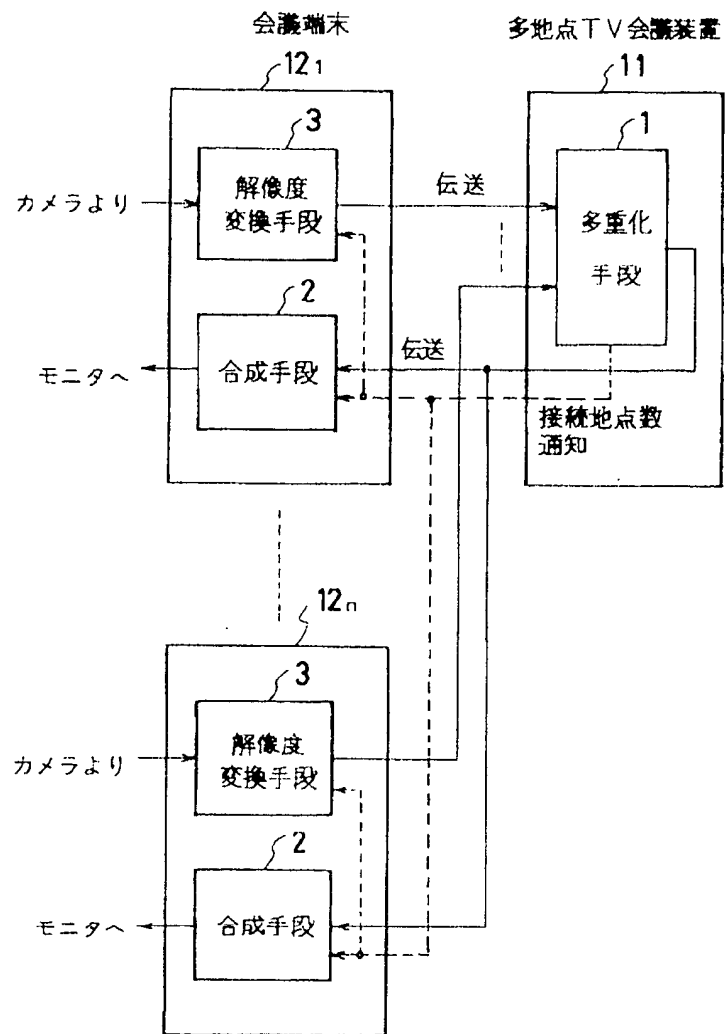 会議端末
多地点TV会議装置
12₁
11
3
1
解像度
変換手段
カメラより
伝送
多重化
手段
2
合成手段
モニタへ
伝送
接続地点数
通知
12n
3
解像度
変換手段
カメラより
2
合成手段
モニタへ